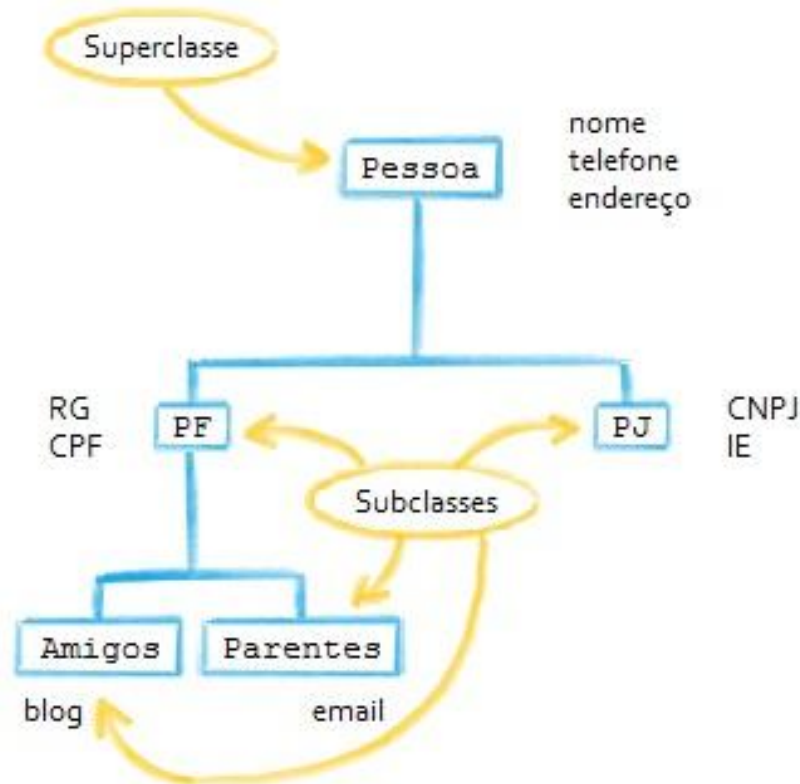 Superclasse
Pessoa
nome
telefone
endereço
RG
CPF
PF
PJ
CNPJ
IE
Subclasses
Amigos
Parentes
blog
email